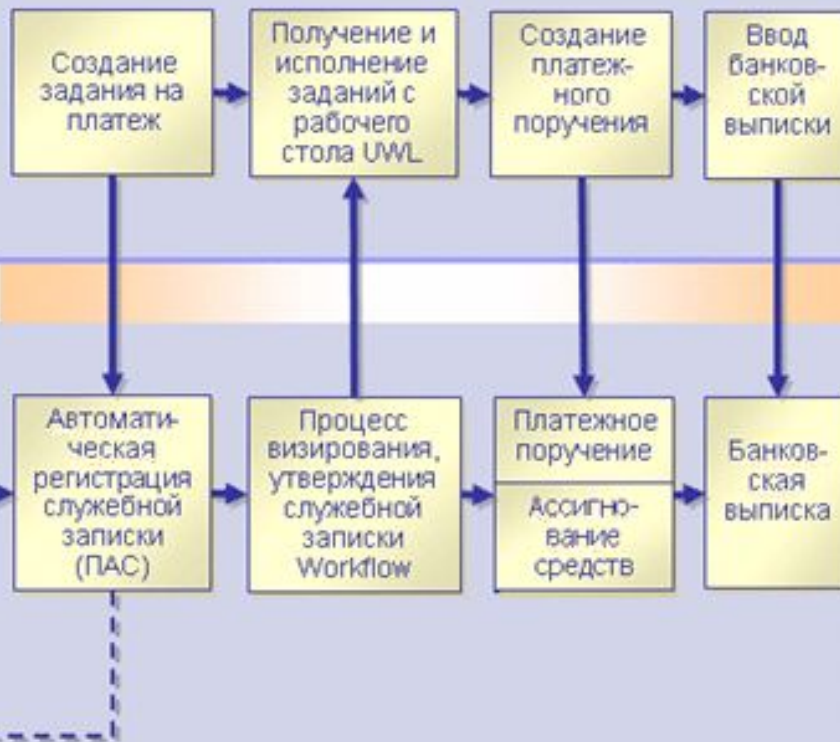 Создание
задания на
платеж
Получение и
исполнение
заданий с
рабочего
стола UWL
Создание
платеж-
ного
поручения
Ввод
банков-
ской
выписки
Автомати-
ческая
регистрация
служебной
записки
(ПАС)
Процесс
визирования,
утверждения
служебной
записки
Workflow
Платежное
поручение
Ассигно-
вание
средств
Банков-
ская
выписка